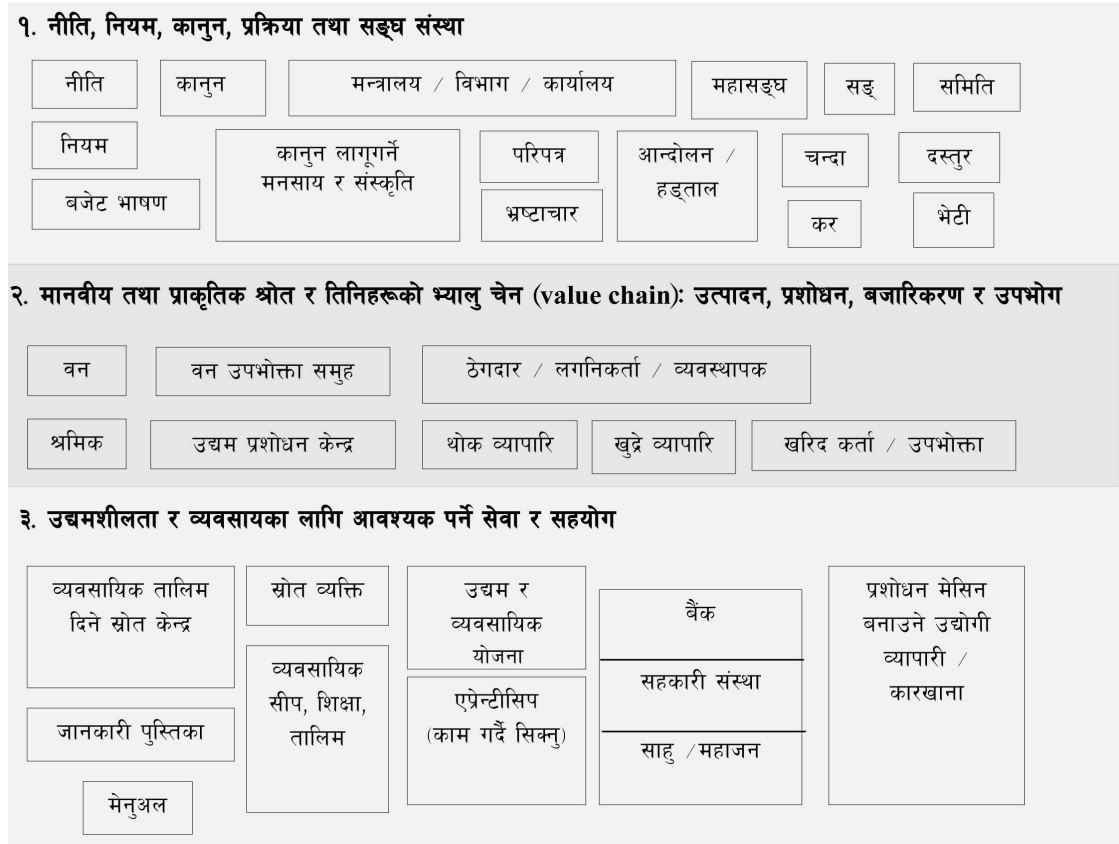 १. नीति, नियम, कानुन, प्रक्रिया तथा सङ्घ संस्था
नीति
कानुन
मन्त्रालय / विभाग / कार्यालय
महासङ्घ
सङ्
समिति
नियम
कानुन लागूगर्ने
मनसाय र संस्कृति
परिपत्र
आन्दोलन /
हड्ताल
चन्दा
दस्तुर
बजेट भाषण
भ्रष्टाचार
कर
भेटी
२. मानवीय तथा प्राकृतिक श्रोत र तिनिहरूको भ्यालु चेन (value chain): उत्पादन, प्रशोधन, बजारिकरण र उपभोग
वन
वन उपभोक्ता समुह
ठेगदार / लगनिकर्ता / व्यवस्थापक
श्रमिक
उद्यम प्रशोधन केन्द्र
थोक व्यापारि
खुद्रे व्यापारि
खरिद कर्ता / उपभोक्ता
३. उद्यमशीलता र व्यवसायका लागि आवश्यक पर्ने सेवा र सहयोग
व्यवसायिक तालिम
दिने स्रोत केन्द्र
स्रोत व्यक्ति
उद्यम र
व्यवसायिक
योजना
बैंक
प्रशोधन मेसिन
बनाउने उद्योगी
व्यापारी /
कारखाना
व्यवसायिक
सीप, शिक्षा,
तालिम
सहकारी संस्था
एप्रेन्टीसिप
(काम गर्दै सिक्नु)
जानकारी पुस्तिका
साहु /महाजन
मेनुअल